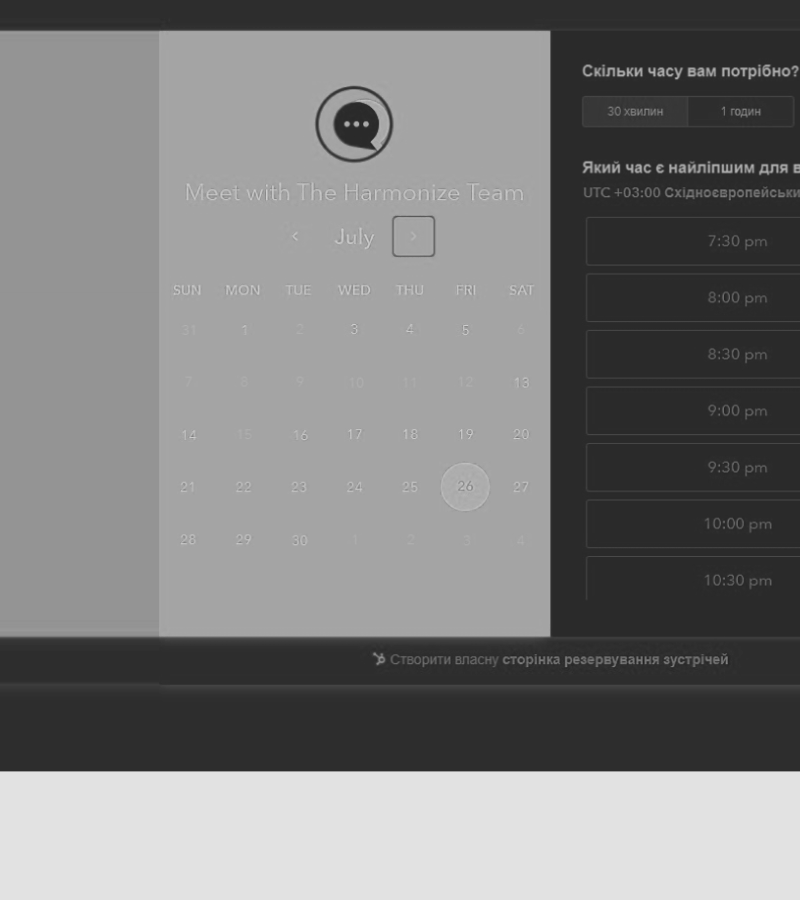 Meet with The Harmonize Team
July
SUN MON TUE WED THU FRI SAT
31 1 2 3 4 5 6
7 8 9 10 11 12 13
14 15 16 17 18 19 20
21 22 23 24 25 26 27
28 29 30 1 2 3 4
Скільки часу вам потрібно?
30 хвилин 1 годин
Який час є найліпшим для
UTC +03:00
7:30 pm
8:00 pm
8:30 pm
9:00 pm
9:30 pm
10:00 pm
10:30 pm
Створити власну сторінка резервування зустрічей